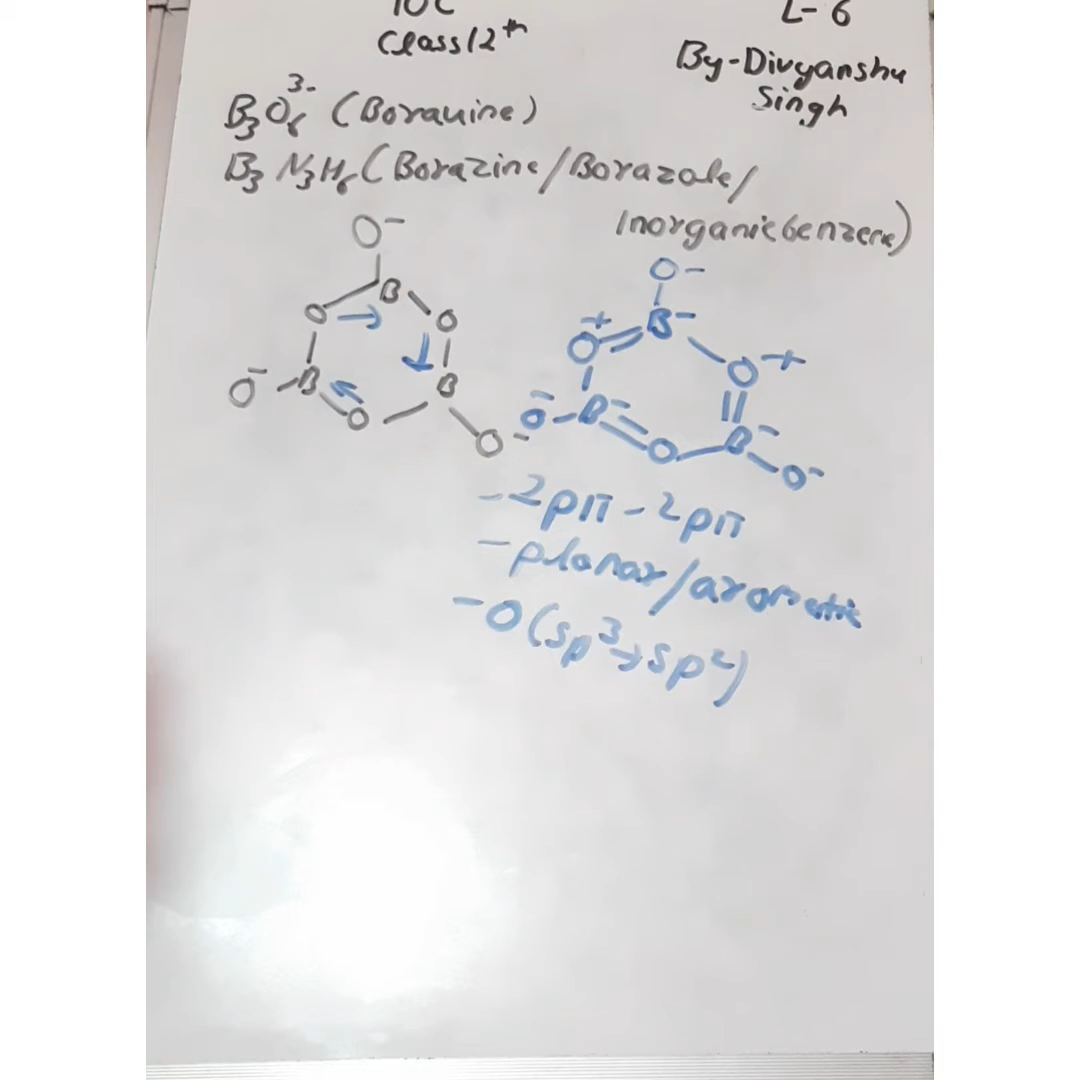 IOC
Class 12th
L-6
By-Divyanshu
Singh
B3O6 3- (Borauine)
B3N3H6 (Borazine/Borazole/
Inorganic benzene)
O-
B
O
O
O- B
B
O
O-
O-
B-
O+
O+
O- B-
B-
O
O-
-2pπ-2pπ
-planar/aromatic
-O(sp3→sp2)